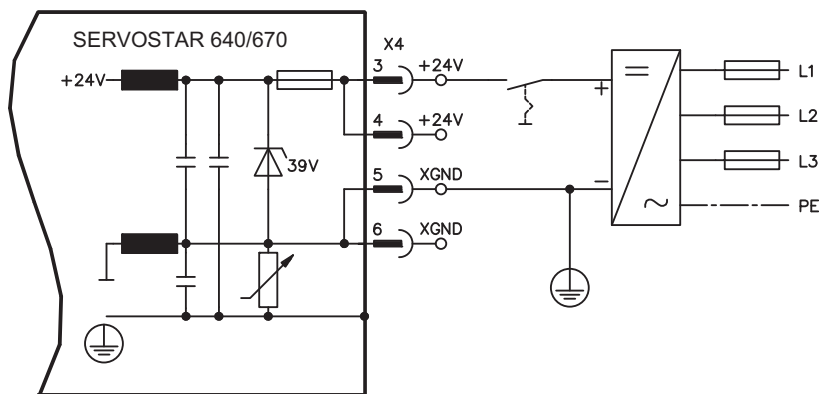 SERVOSTAR 640/670
X4
3 +24V
+24V
L1
+
4 +24V
L2
39V
5 XGND
L3
−
6 XGND
PE